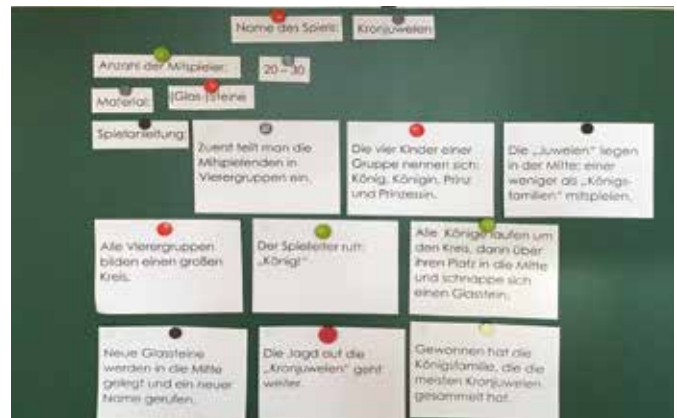 Name des Spiels:
Kronjuwelen
Anzahl der Mitspieler:
20 – 30
Material:
(Glas-)Steine
Spielanleitung:
Zuerst teilt man die
Mitspielenden in
Vierergruppen ein.
Die vier Kinder einer
Gruppe nennen sich:
König, Königin, Prinz
und Prinzessin.
Die „Juwelen" liegen
in der Mitte: einer
weniger als „Königs-
familien" mitspielen.
Alle Vierergruppen
bilden einen großen
Kreis.
Der Spielleiter ruft:
„König!"
Alle Könige laufen um
den Kreis, dann über
ihren Platz in die Mitte
und schnappe sich
einen Glasstein.
Neue Glassteine
werden in die Mitte
gelegt und ein neuer
Name gerufen.
Die Jagd auf die
„Kronjuwelen" geht
weiter.
Gewonnen hat die
Königsfamilie, die die
meisten Kronjuwelen
gesammelt hat.